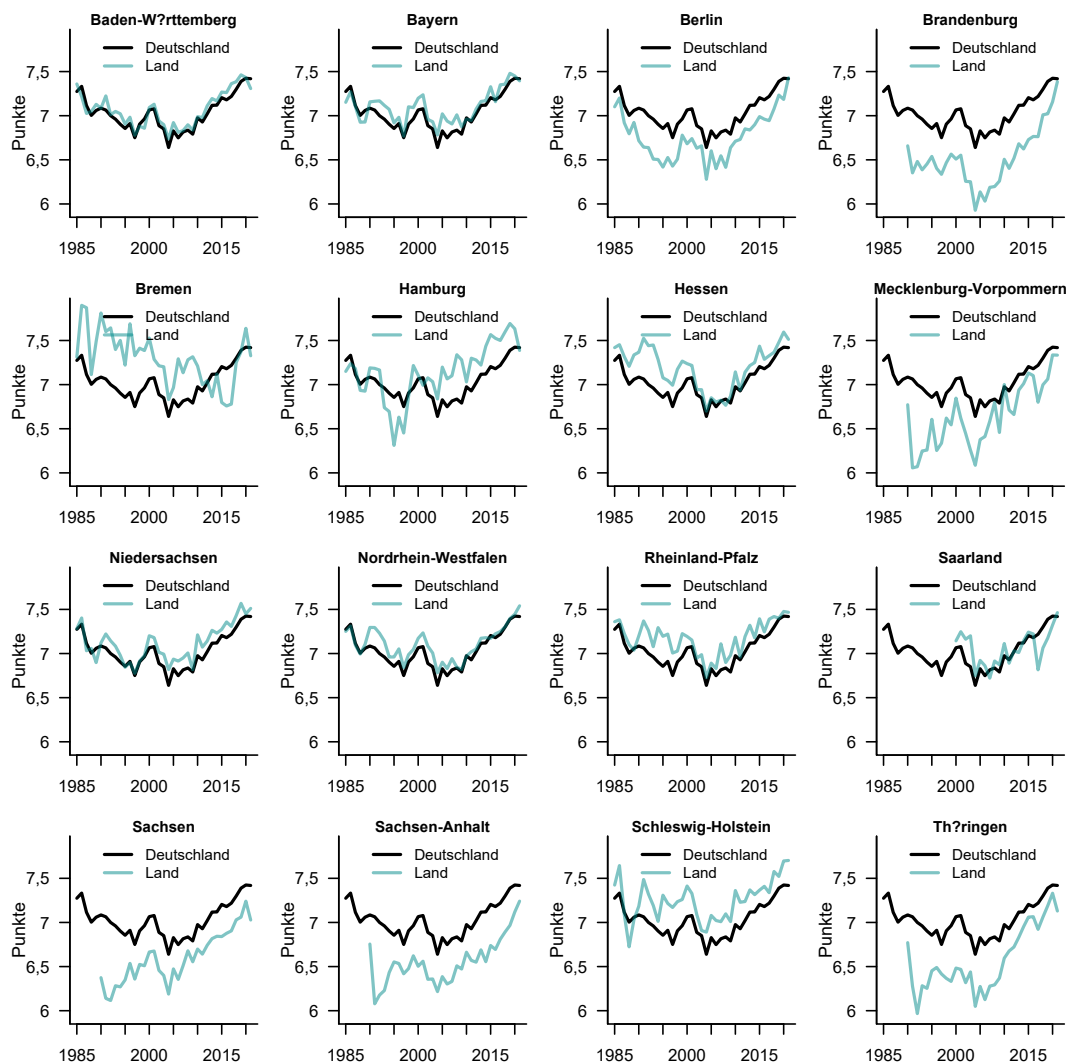 Baden-W?rttemberg
Deutschland
Land
Punkte
7,5
7
6,5
6
1985 2000 2015
Bayern
Deutschland
Land
Punkte
7,5
7
6,5
6
1985 2000 2015
Berlin
Deutschland
Land
Punkte
7,5
7
6,5
6
1985 2000 2015
Brandenburg
Deutschland
Land
Punkte
7,5
7
6,5
6
1985 2000 2015
Bremen
Deutschland
Land
Punkte
7,5
7
6,5
6
1985 2000 2015
Hamburg
Deutschland
Land
Punkte
7,5
7
6,5
6
1985 2000 2015
Hessen
Deutschland
Land
Punkte
7,5
7
6,5
6
1985 2000 2015
Mecklenburg-Vorpommern
Deutschland
Land
Punkte
7,5
7
6,5
6
1985 2000 2015
Niedersachsen
Deutschland
Land
Punkte
7,5
7
6,5
6
1985 2000 2015
Nordrhein-Westfalen
Deutschland
Land
Punkte
7,5
7
6,5
6
1985 2000 2015
Rheinland-Pfalz
Deutschland
Land
Punkte
7,5
7
6,5
6
1985 2000 2015
Saarland
Deutschland
Land
Punkte
7,5
7
6,5
6
1985 2000 2015
Sachsen
Deutschland
Land
Punkte
7,5
7
6,5
6
1985 2000 2015
Sachsen-Anhalt
Deutschland
Land
Punkte
7,5
7
6,5
6
1985 2000 2015
Schleswig-Holstein
Deutschland
Land
Punkte
7,5
7
6,5
6
1985 2000 2015
Th?ringen
Deutschland
Land
Punkte
7,5
7
6,5
6
1985 2000 2015